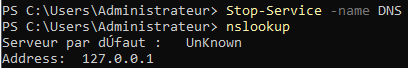 PS C:\Users\Administrateur> Stop-Service -name DNS
PS C:\Users\Administrateur> nslookup
Serveur par dÚfaut :   UnKnown
Address:  127.0.0.1